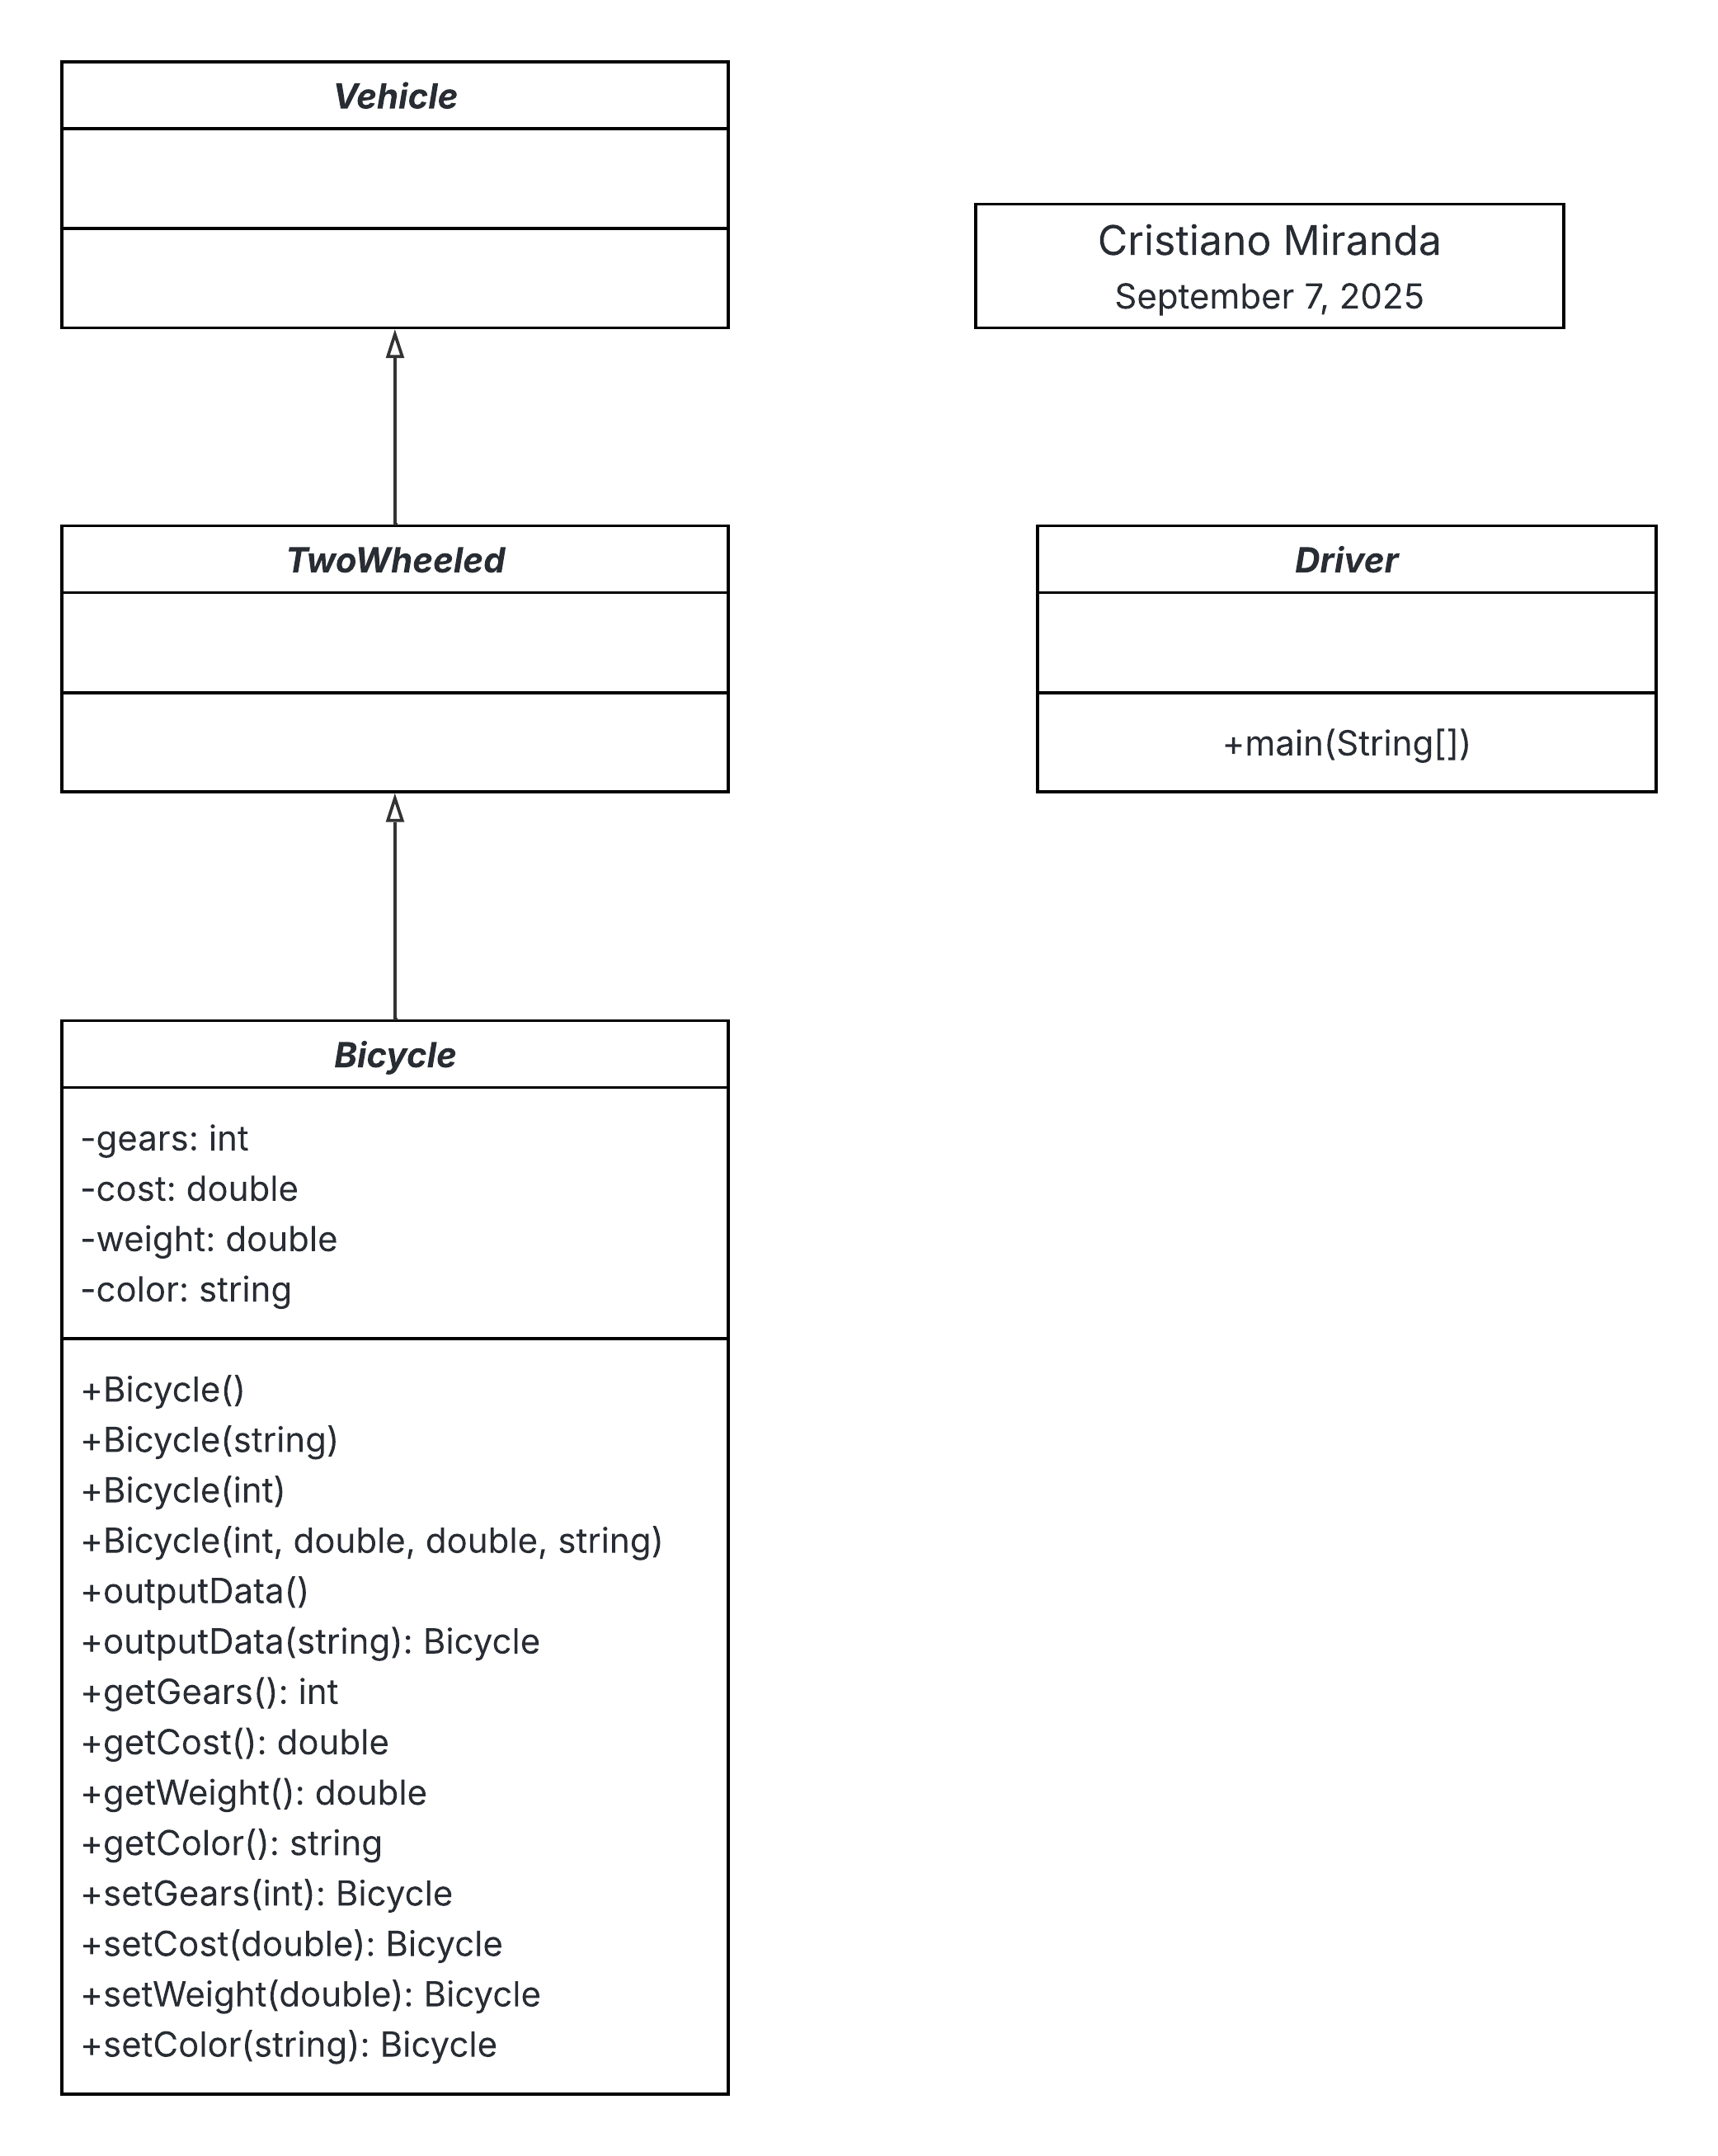 Vehicle
Cristiano Miranda
September 7, 2025
TwoWheeled
Driver
+main(String[])
Bicycle
-gears: int
-cost: double
-weight: double
-color: string
+Bicycle()
+Bicycle(string)
+Bicycle(int)
+Bicycle(int, double, double, string)
+outputData()
+outputData(string): Bicycle
+getGears(): int
+getCost(): double
+getWeight(): double
+getColor(): string
+setGears(int): Bicycle
+setCost(double): Bicycle
+setWeight(double): Bicycle
+setColor(string): Bicycle